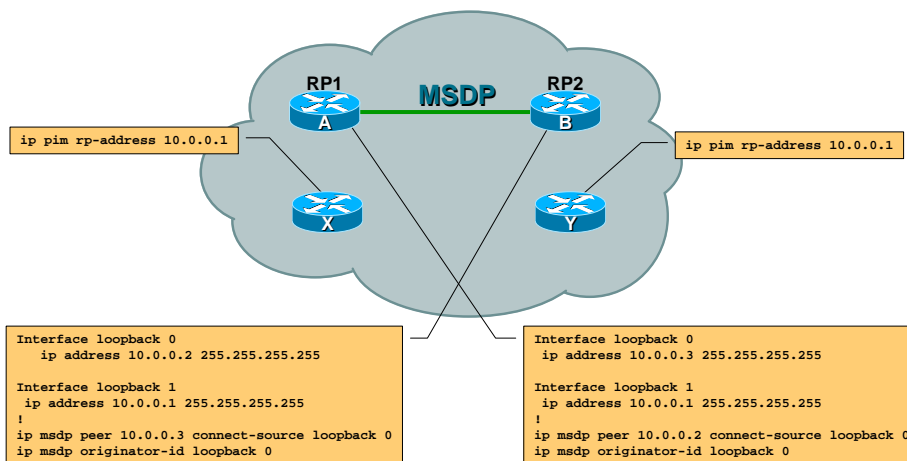 RP1
MSDP
RP2
A
B
ip pim rp-address 10.0.0.1
ip pim rp-address 10.0.0.1
X
Y
Interface loopback 0
ip address 10.0.0.2 255.255.255.255
Interface loopback 1
ip address 10.0.0.1 255.255.255.255
!
ip msdp peer 10.0.0.3 connect-source loopback 0
ip msdp originator-id loopback 0
Interface loopback 0
ip address 10.0.0.3 255.255.255.255
Interface loopback 1
ip address 10.0.0.1 255.255.255.255
!
ip msdp peer 10.0.0.2 connect-source loopback 0
ip msdp originator-id loopback 0